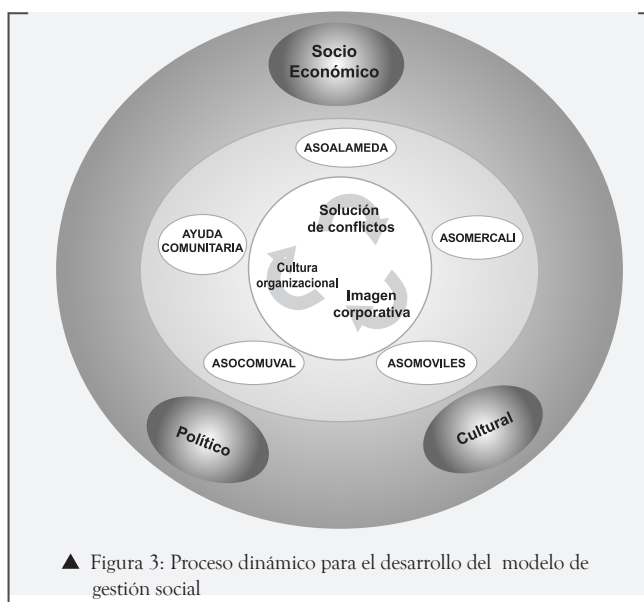 Socio
Económico
ASOALAMEDA
AYUDA
COMUNITARIA
ASOMERCALI
Solución
de conflictos
Cultura
organizacional
Imagen
corporativa
ASOCOMUVAL
ASOMOVILES
Político
Cultural
▲ Figura 3: Proceso dinámico para el desarrollo del modelo de
gestión social